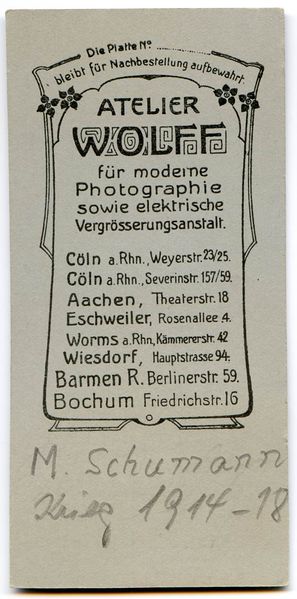 Die Platte Nº
bleibt für Nachbestellung aufbewahrt.
ATELIER
WOLFF
für moderne
Photographie
sowie elektrische
Vergrösserungsanstalt.
Cöln a.Rhn., Weyerstr. 23/25.
Cöln a.Rhn., Severinstr. 157/59.
Aachen, Theaterstr. 18
Eschweiler, Rosenallee 4.
Worms a.Rhn, Kämmererstr. 42
Wiesdorf, Hauptstrasse 94.
Barmen R. Berlinerstr. 59.
Bochum Friedrichstr. 16
M. Schumann
Krieg 1914-18